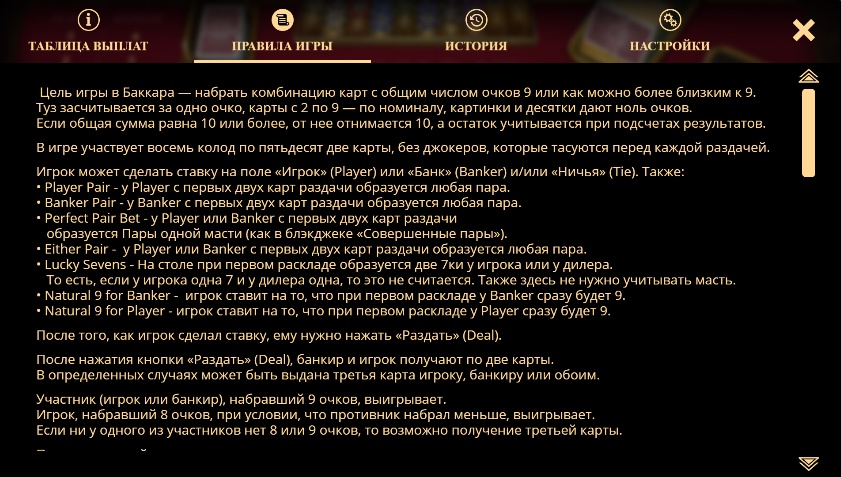 ТАБЛИЦА ВЫПЛАТ
ПРАВИЛА ИГРЫ
ИСТОРИЯ
НАСТРОЙКИ
Цель игры в Баккара — набрать комбинацию карт с общим числом очков 9 или как можно более близким к 9.
Туз засчитывается за одно очко, карты с 2 по 9 — по номиналу, картинки и десятки дают ноль очков.
Если общая сумма равна 10 или более, от нее отнимается 10, а остаток учитывается при подсчетах результатов.
В игре участвует восемь колод по пятьдесят две карты, без джокеров, которые тасуются перед каждой раздачей.
Игрок может сделать ставку на поле «Игрок» (Player) или «Банк» (Banker) и/или «Ничья» (Tie). Также:
• Player Pair - у Player с первых двух карт раздачи образуется любая пара.
• Banker Pair - у Banker с первых двух карт раздачи образуется любая пара.
• Perfect Pair Bet - у Player или Banker с первых двух карт раздачи
образуется Пары одной масти (как в блэкджеке «Совершенные пары»).
• Either Pair - у Player или Banker с первых двух карт раздачи образуется любая пара.
• Lucky Sevens - На столе при первом раскладе образуется две 7ки у игрока или у дилера.
То есть, если у игрока одна 7 и у дилера одна, то это не считается. Также здесь не нужно учитывать масть.
• Natural 9 for Banker - игрок ставит на то, что при первом раскладе у Banker сразу будет 9.
• Natural 9 for Player - игрок ставит на то, что при первом раскладе у Player сразу будет 9.
После того, как игрок сделал ставку, ему нужно нажать «Раздать» (Deal).
После нажатия кнопки «Раздать» (Deal), банкир и игрок получают по две карты.
В определенных случаях может быть выдана третья карта игроку, банкиру или обоим.
Участник (игрок или банкир), набравший 9 очков, выигрывает.
Игрок, набравший 8 очков, при условии, что противник набрал меньше, выигрывает.
Если ни у одного из участников нет 8 или 9 очков, то возможно получение третьей карты.